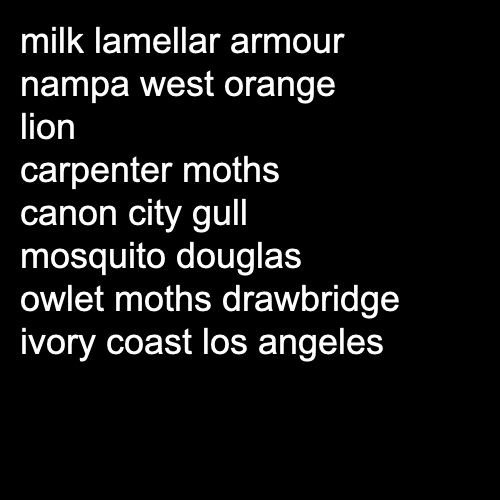 milk lamellar armour
nampa west orange
lion
carpenter moths
canon city gull
mosquito douglas
owlet moths drawbridge
ivory coast los angeles